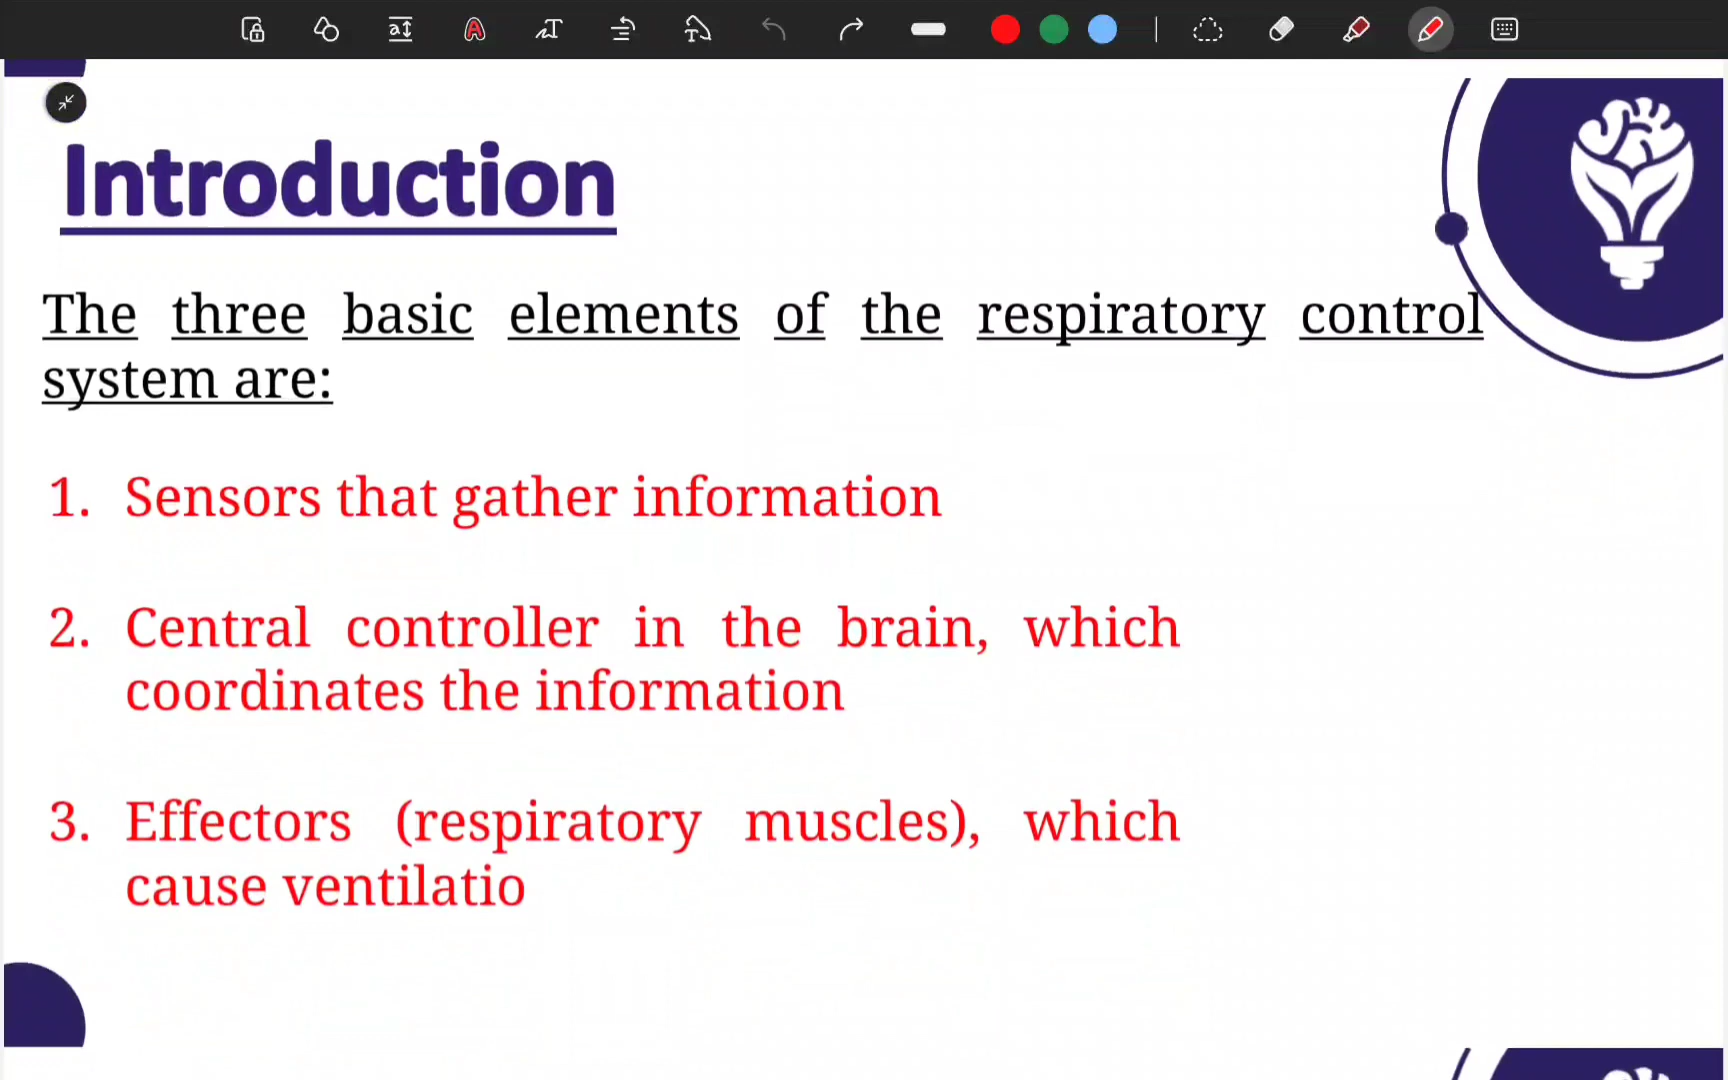 Introduction
The three basic elements of the respiratory control
system are:
1. Sensors that gather information
2. Central controller in the brain, which
coordinates the information
3. Effectors (respiratory muscles), which
cause ventilatio